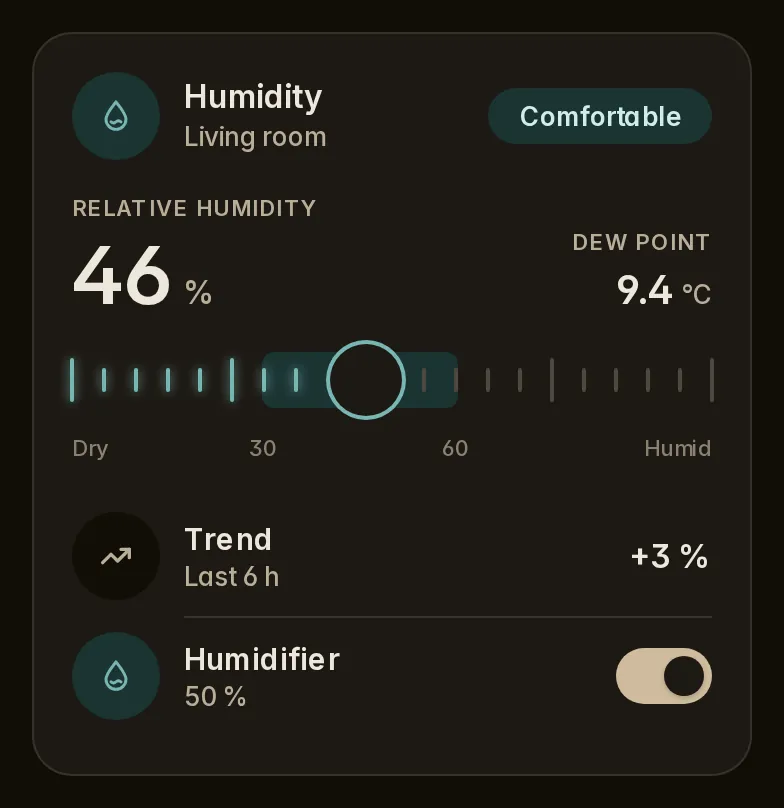 Humidity
Living room
Comfortable
RELATIVE HUMIDITY
46 %
DEW POINT
9.4 °C
Dry 30 60 Humid
Trend
Last 6 h
+3 %
Humidifier
50 %